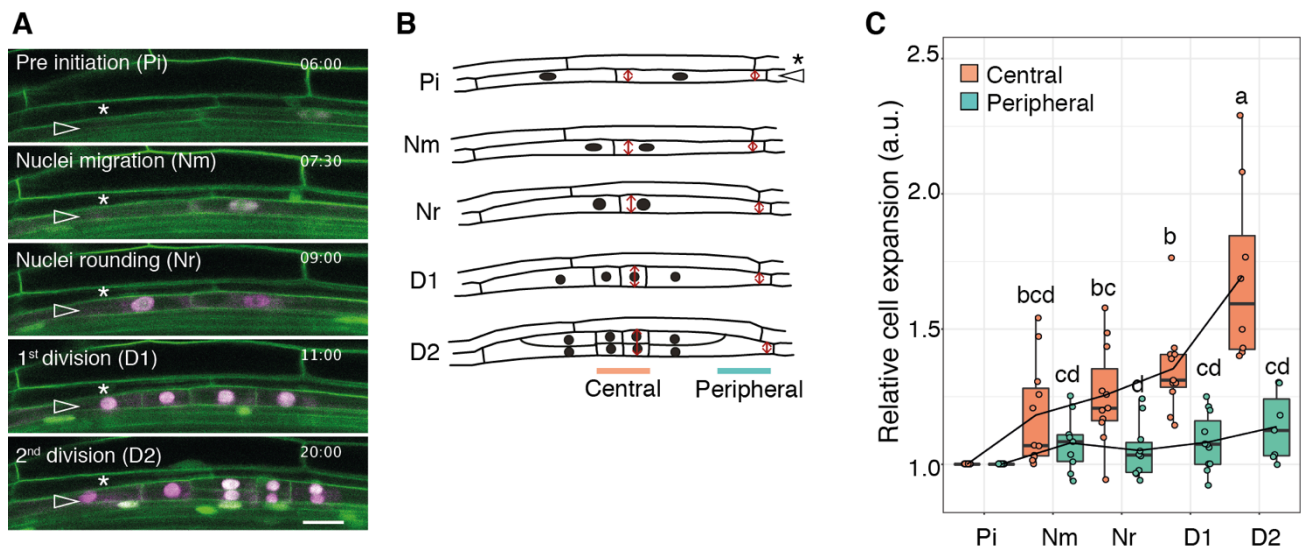 A
Pre initiation (Pi)
06:00
*
Nuclei migration (Nm)
07:30
*
Nuclei rounding (Nr)
09:00
*
1st division (D1)
11:00
*
2nd division (D2)
20:00
*
B
*
Pi
Nm
Nr
D1
D2
Central
Peripheral
C
Relative cell expansion (a.u.)
2.5
2.0
1.5
1.0
Central
Peripheral
a
b
bcd
bc
cd
d
cd
cd
Pi
Nm
Nr
D1
D2